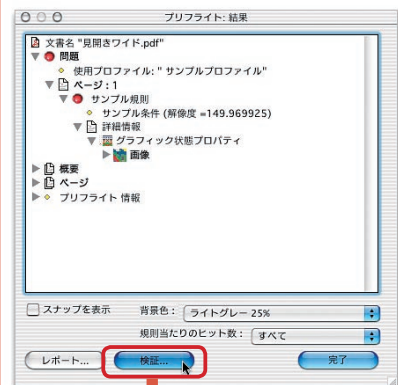 プリフライト: 結果
文書名 "見開きワイド.pdf"
問題
使用プロファイル: " サンプルプロファイル"
ページ : 1
サンプル規則
サンプル条件 (解像度 =149.969925)
詳細情報
グラフィック状態プロパティ
画像
概要
ページ
プリフライト 情報
スナップを表示
背景色 : ライトグレー 25%
規則当たりのヒット数 : すべて
レポート... 検証... 完了